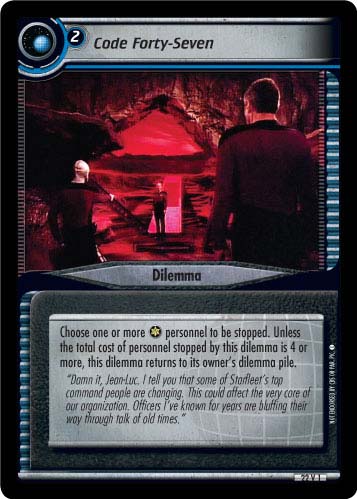 2 Code Forty-Seven
Dilemma
Choose one or more personnel to be stopped. Unless
the total cost of personnel stopped by this dilemma is 4 or
more, this dilemma returns to its owner's dilemma pile.
"Damn it, Jean-Luc. I tell you that some of Starfleet's top
command people are changing. This could affect the very core of
our organization. Officers I've known for years are bluffing their
way through talk of old times."
22 V 1